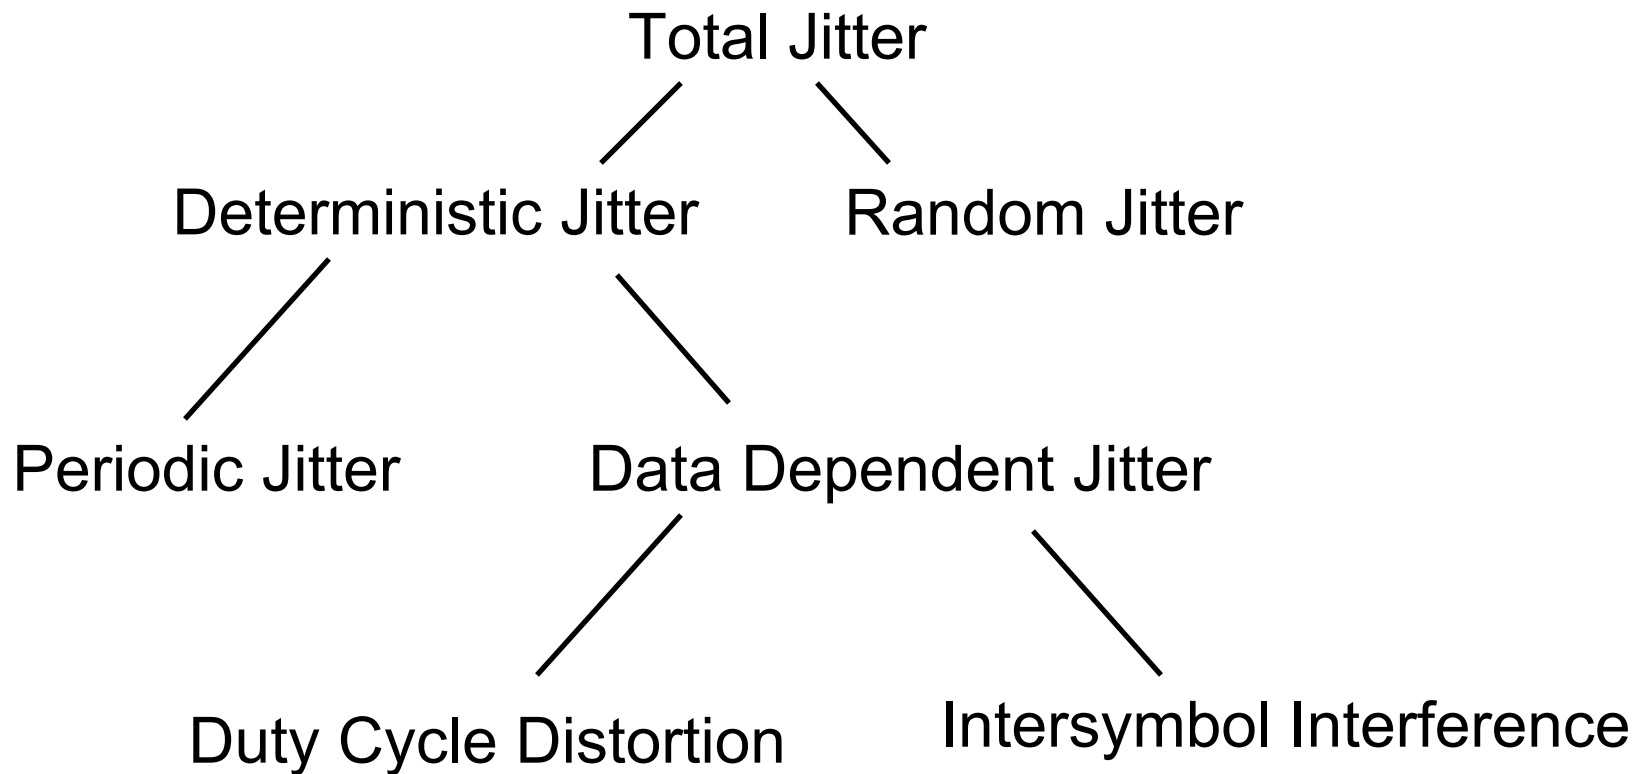 Total Jitter
Deterministic Jitter
Random Jitter
Periodic Jitter
Data Dependent Jitter
Duty Cycle Distortion
Intersymbol Interference